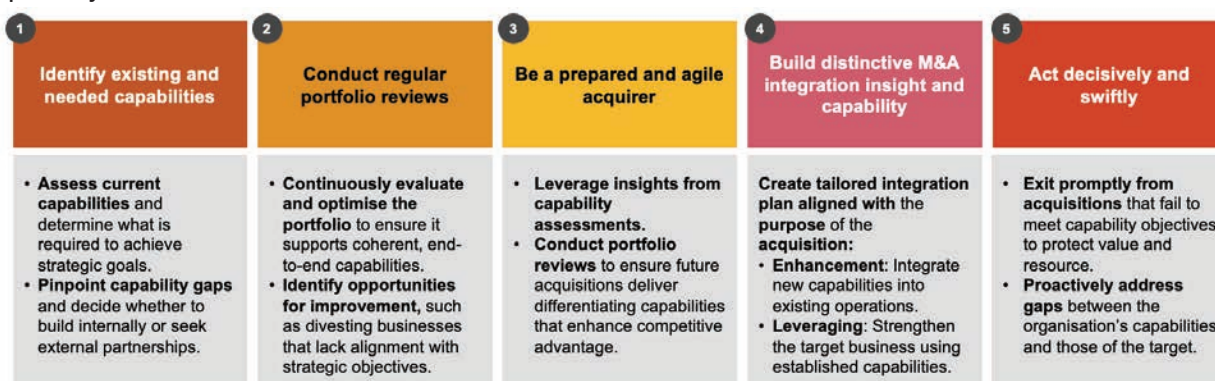 1
Identify existing and
needed capabilities
• Assess current
capabilities and
determine what is
required to achieve
strategic goals.
• Pinpoint capability gaps
and decide whether to
build internally or seek
external partnerships.
2
Conduct regular
portfolio reviews
• Continuously evaluate
and optimise the
portfolio to ensure it
supports coherent, end-
to-end capabilities.
• Identify opportunities
for improvement, such
as divesting businesses
that lack alignment with
strategic objectives.
3
Be a prepared and agile
acquirer
• Leverage insights from
capability
assessments.
• Conduct portfolio
reviews to ensure future
acquisitions deliver
differentiating capabilities
that enhance competitive
advantage.
4
Build distinctive M&A
integration insight and
capability
Create tailored integration
plan aligned with the
purpose of the
acquisition:
• Enhancement: Integrate
new capabilities into
existing operations.
• Leveraging: Strengthen
the target business using
established capabilities.
5
Act decisively and
swiftly
• Exit promptly from
acquisitions that fail to
meet capability objectives
to protect value and
resource.
• Proactively address
gaps between the
organisation's capabilities
and those of the target.